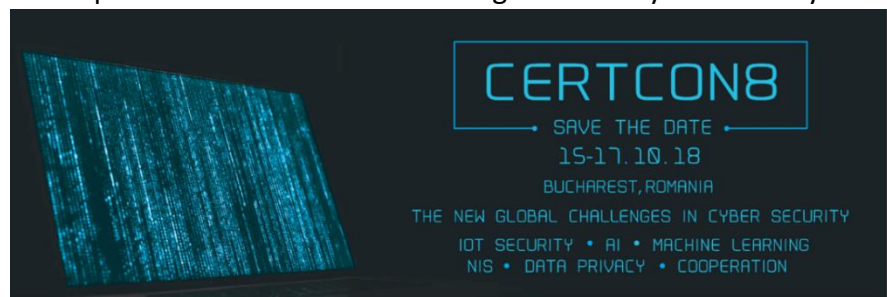 CERTCON8
SAVE THE DATE
15-17.10.18
BUCHAREST, ROMANIA
THE NEW GLOBAL CHALLENGES IN CYBER SECURITY
IOT SECURITY • AI • MACHINE LEARNING
NIS • DATA PRIVACY • COOPERATION